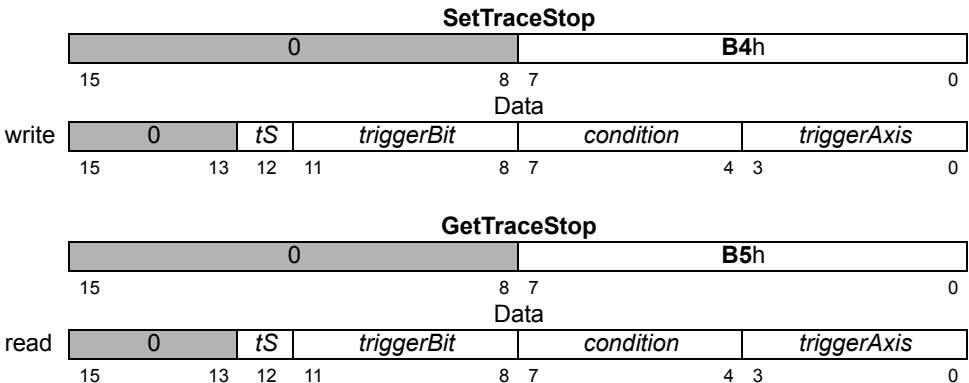 SetTraceStop
0 B4h
15 8 7 0
Data
write 0 tS triggerBit condition triggerAxis
15 13 12 11 8 7 4 3 0
GetTraceStop
0 B5h
15 8 7 0
Data
read 0 tS triggerBit condition triggerAxis
15 13 12 11 8 7 4 3 0